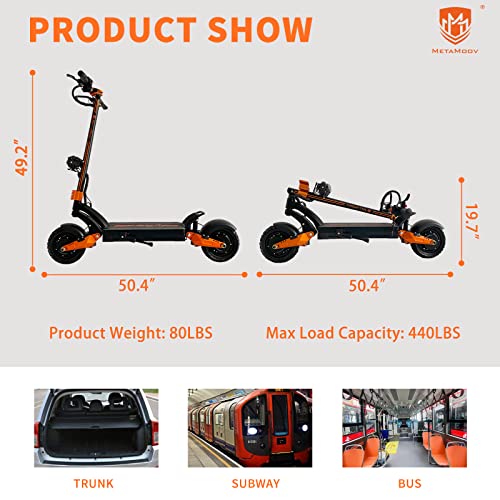 PRODUCT SHOW
METAMOOV
®
49.2"
19.7"
50.4"
50.4"
Product Weight: 80LBS
Max Load Capacity: 440LBS
TRUNK
SUBWAY
BUS